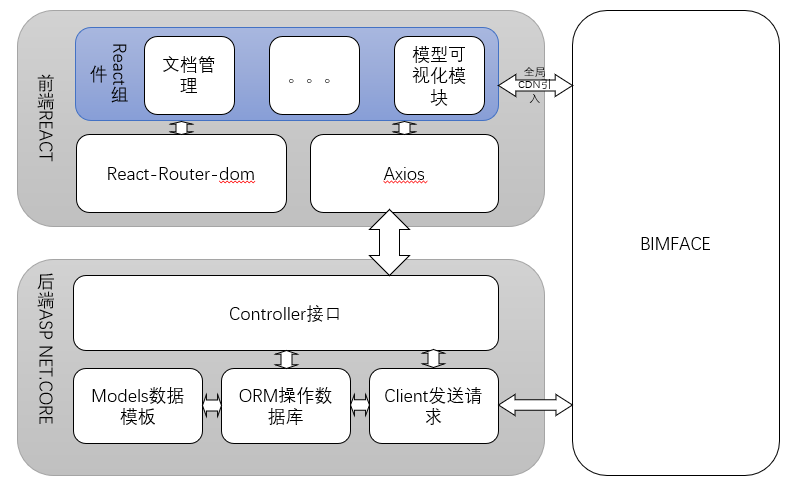 前端REACT
React组
件
文档管
理
。。。
模型可
视化模
块
全局
CDN引
入
React-Router-dom
Axios
BIMFACE
后端ASP NET.CORE
Controller接口
Models数据
模板
ORM操作数
据库
Client发送请
求